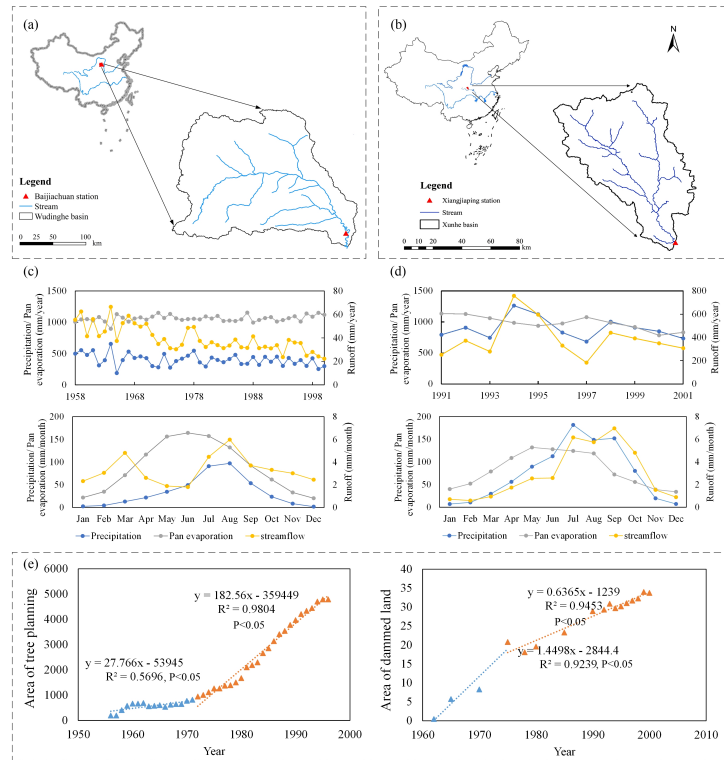 (a)
Legend
Baijiachuan station
Stream
Wudinghe basin
0 25 50 100
km
(b)
N
Legend
Xiangjiaping station
Stream
Xunhe basin
0 10 20 40 60 80
km
(c)
Precipitation/ Pan
evaporation (mm/year)
1500
1000
500
0
80
60
40
20
0
Runoff (mm/year)
1958 1968 1978 1988 1998
Precipitation/ Pan
evaporation (mm/month)
200
150
100
50
0
8
6
4
2
0
Runoff (mm/month)
Jan Feb Mar Apr May Jun Jul Aug Sep Oct Nov Dec
Precipitation Pan evaporation streamflow
(d)
Precipitation/ Pan
evaporation (mm/year)
1500
1000
500
0
800
600
400
200
0
Runoff (mm/year)
1991 1993 1995 1997 1999 2001
Precipitation/ Pan
evaporation (mm/month)
200
150
100
50
0
8
6
4
2
0
Runoff (mm/month)
Jan Feb Mar Apr May Jun Jul Aug Sep Oct Nov Dec
Precipitation Pan evaporation streamflow
(e)
Area of tree planning
6000
5000
4000
3000
2000
1000
0
y = 182.56x - 359449
R² = 0.9804
P<0.05
y = 27.766x - 53945
R² = 0.5696, P<0.05
1950 1960 1970 1980 1990 2000
Year
Area of dammed land
40
35
30
25
20
15
10
5
0
y = 0.6365x - 1239
R² = 0.9453
P<0.05
y = 1.4498x - 2844.4
R² = 0.9239, P<0.05
1960 1970 1980 1990 2000 2010
Year